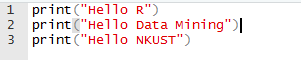 1 print("Hello R")
2 print("Hello Data Mining")
3 print("Hello NKUST")